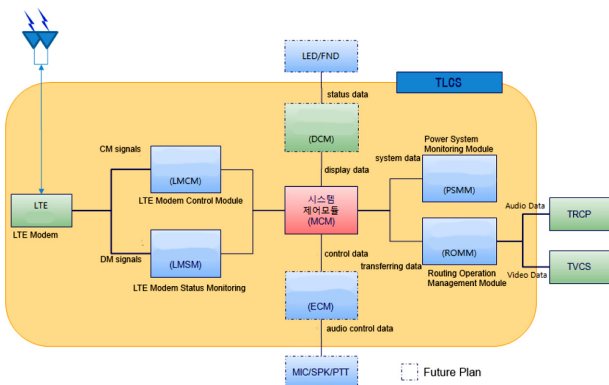 LED/FND
TLCS
status data
(DCM)
Power System
Monitoring Module
CM signals
system data
display data
(LMCM)
(PSMM)
LTE
LTE Modem Control Module
시스템
제어모듈
(MCM)
Audio Data
TRCP
LTE Modem
DM signals
control data
(ROMM)
(LMSM)
transferring data
Routing Operation
Management Module
Video Data
TVCS
LTE Modem Status Monitoring
(ECM)
audio control data
MIC/SPK/PTT
Future Plan